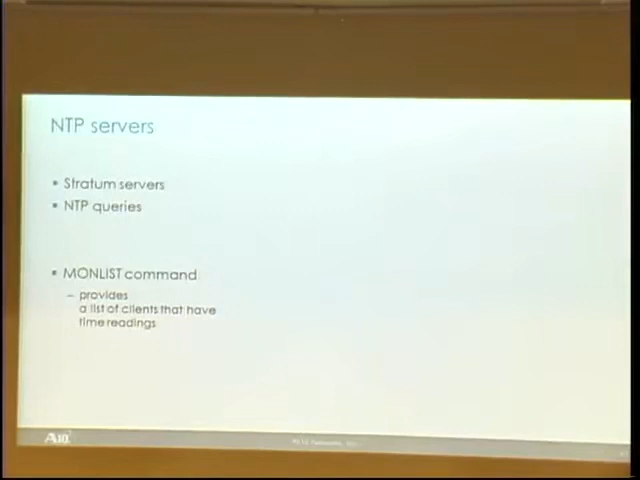 NTP servers
▪ Stratum servers
▪ NTP queries
▪ MONLIST command
– provides
a list of clients that have
time readings
A10